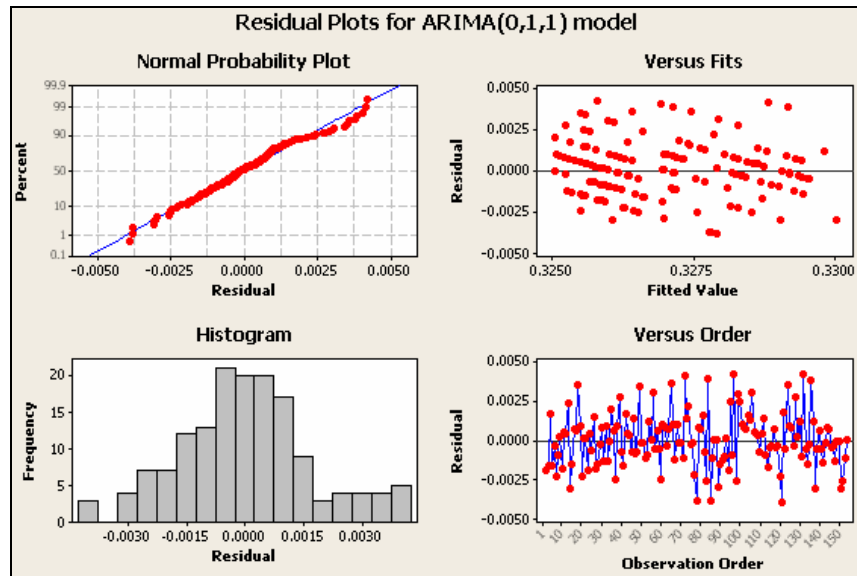 Residual Plots for ARIMA(0,1,1) model
Normal Probability Plot
Percent
99.9
99
90
50
10
1
0.1
-0.0050 -0.0025 0.0000 0.0025 0.0050
Residual
Versus Fits
Residual
0.0050
0.0025
0.0000
-0.0025
-0.0050
0.3250 0.3275 0.3300
Fitted Value
Histogram
Frequency
20
15
10
5
0
-0.0030 -0.0015 0.0000 0.0015 0.0030
Residual
Versus Order
Residual
0.0050
0.0025
0.0000
-0.0025
-0.0050
1 10 20 30 40 50 60 70 80 90 100 110 120 130 140 150
Observation Order